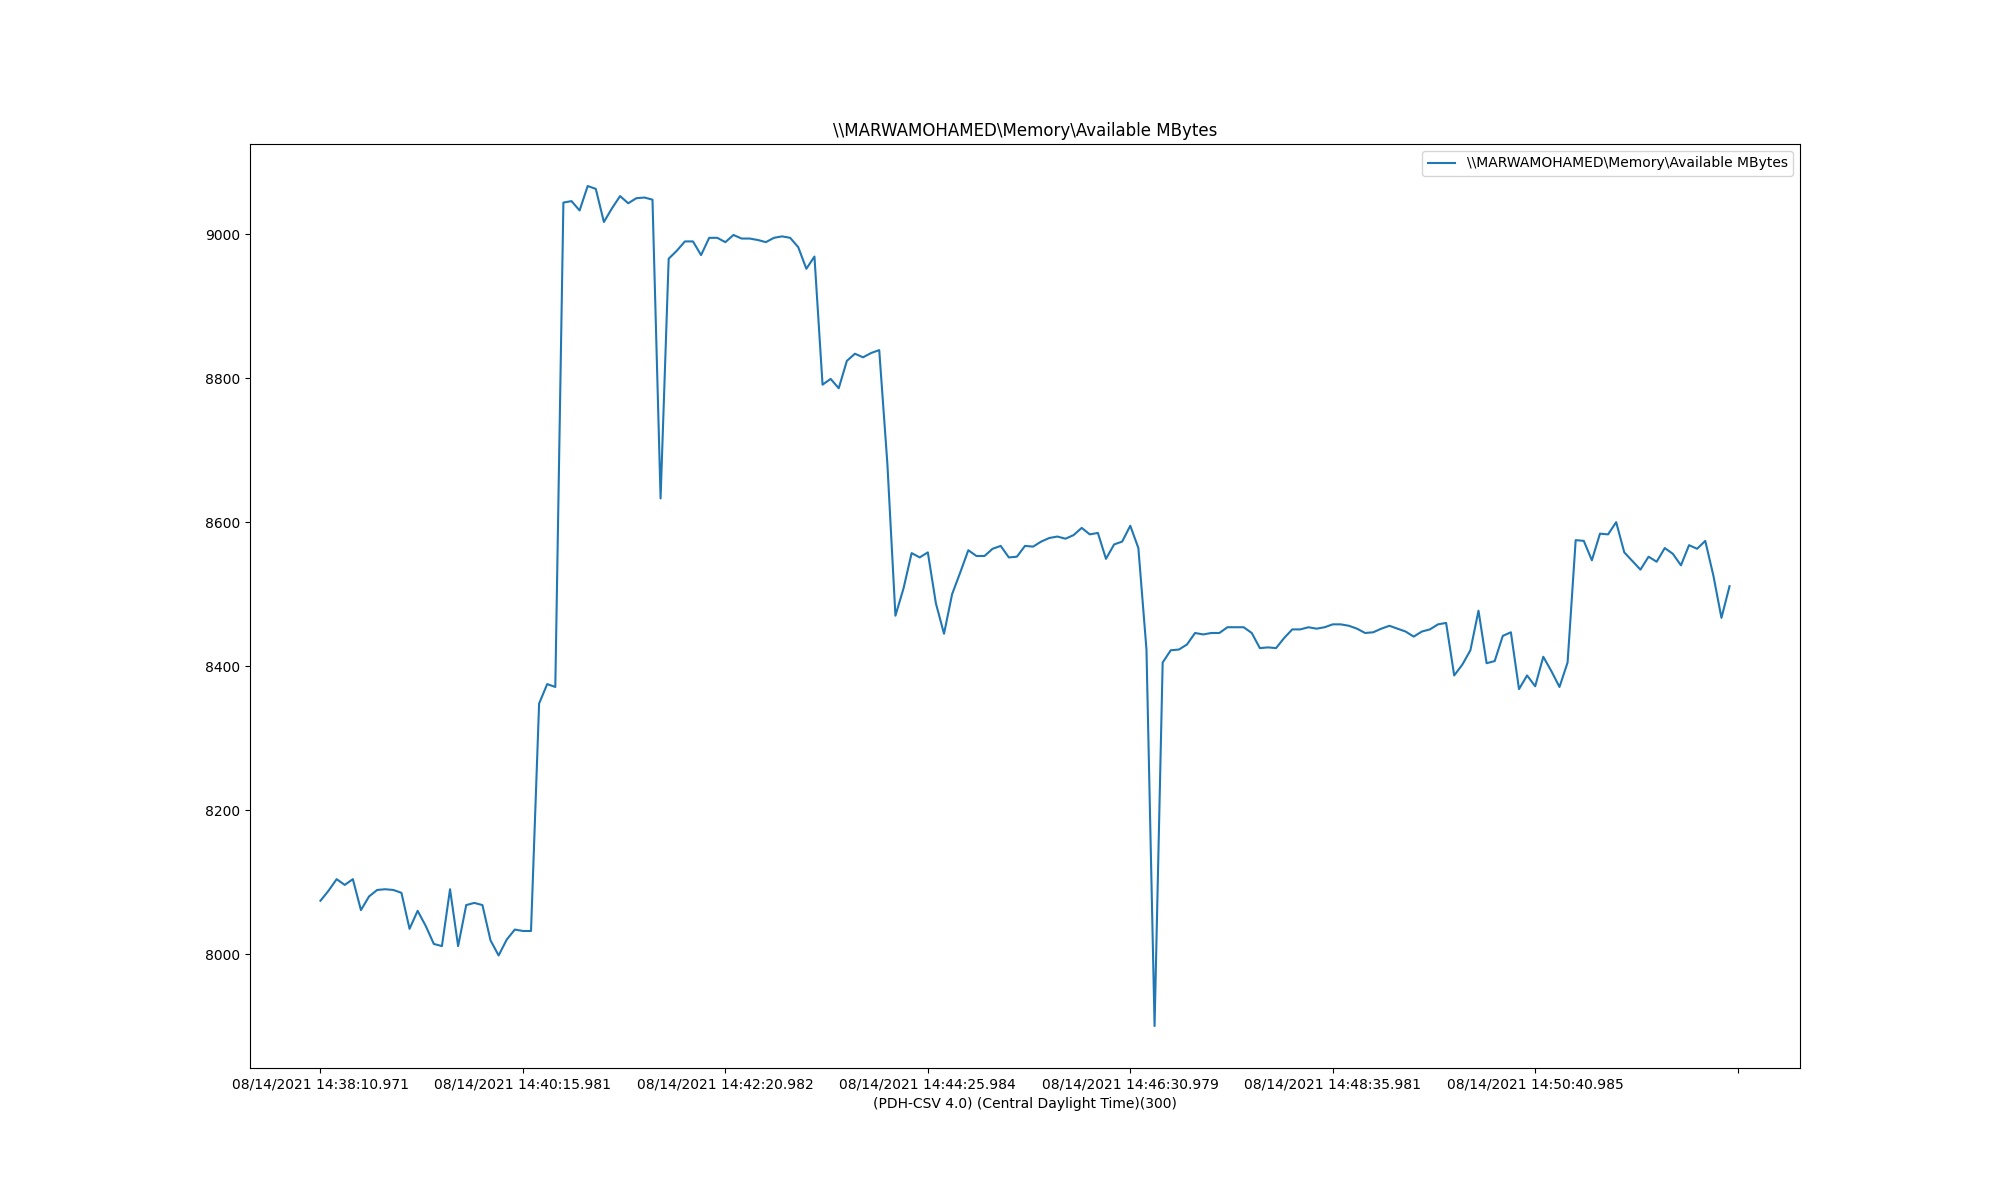 \\MARWAMOHAMED\Memory\Available MBytes
\\MARWAMOHAMED\Memory\Available MBytes
9000
8800
8600
8400
8200
8000
08/14/2021 14:38:10.971 08/14/2021 14:40:15.981 08/14/2021 14:42:20.982 08/14/2021 14:44:25.984 08/14/2021 14:46:30.979 08/14/2021 14:48:35.981 08/14/2021 14:50:40.985
(PDH-CSV 4.0) (Central Daylight Time)(300)